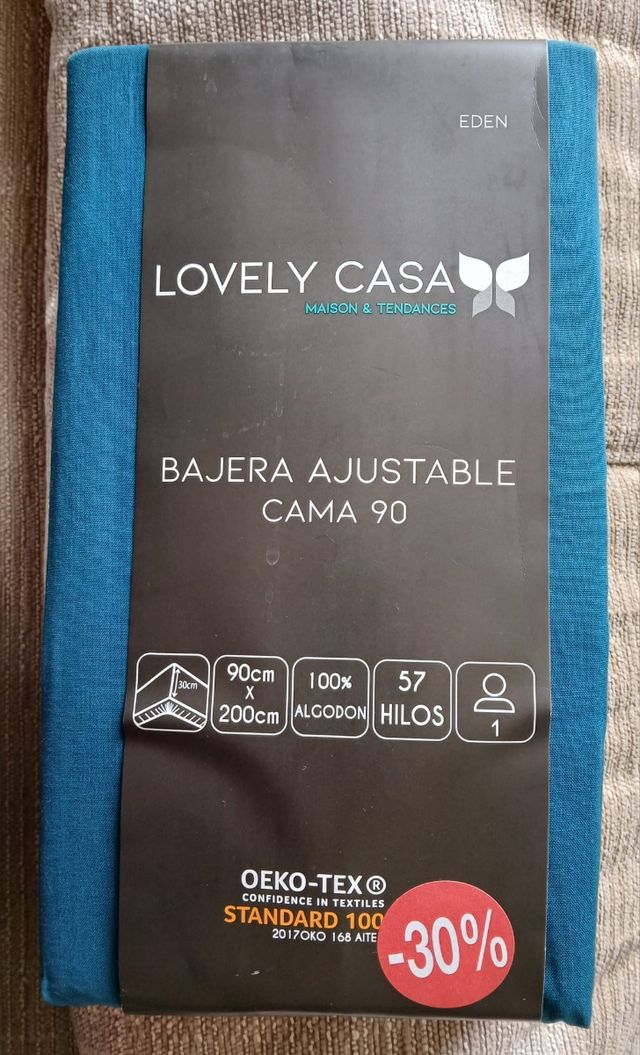 EDEN
LOVELY CASA
MAISON & TENDANCES
BAJERA AJUSTABLE
CAMA 90
30cm
90cm
X
200cm
100%
ALGODON
57
HILOS
1
OEKO-TEX®
CONFIDENCE IN TEXTILES
STANDARD 100
2017OKO 168 AITE
-30%